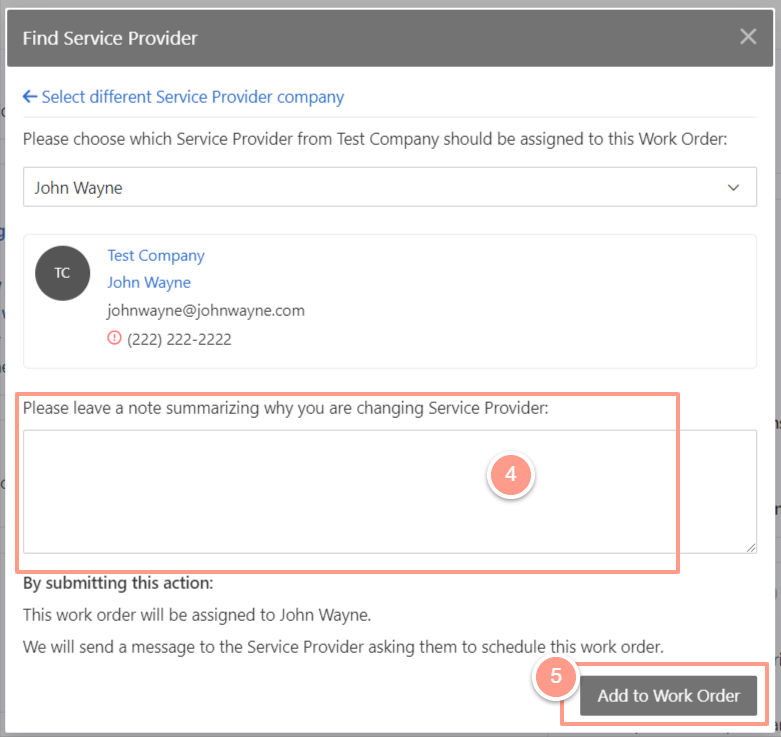 Find Service Provider
Select different Service Provider company
Please choose which Service Provider from Test Company should be assigned to this Work Order:
John Wayne
TC
Test Company
John Wayne
johnwayne@johnwayne.com
(222) 222-2222
Please leave a note summarizing why you are changing Service Provider:
4
By submitting this action:
This work order will be assigned to John Wayne.
We will send a message to the Service Provider asking them to schedule this work order.
5
Add to Work Order